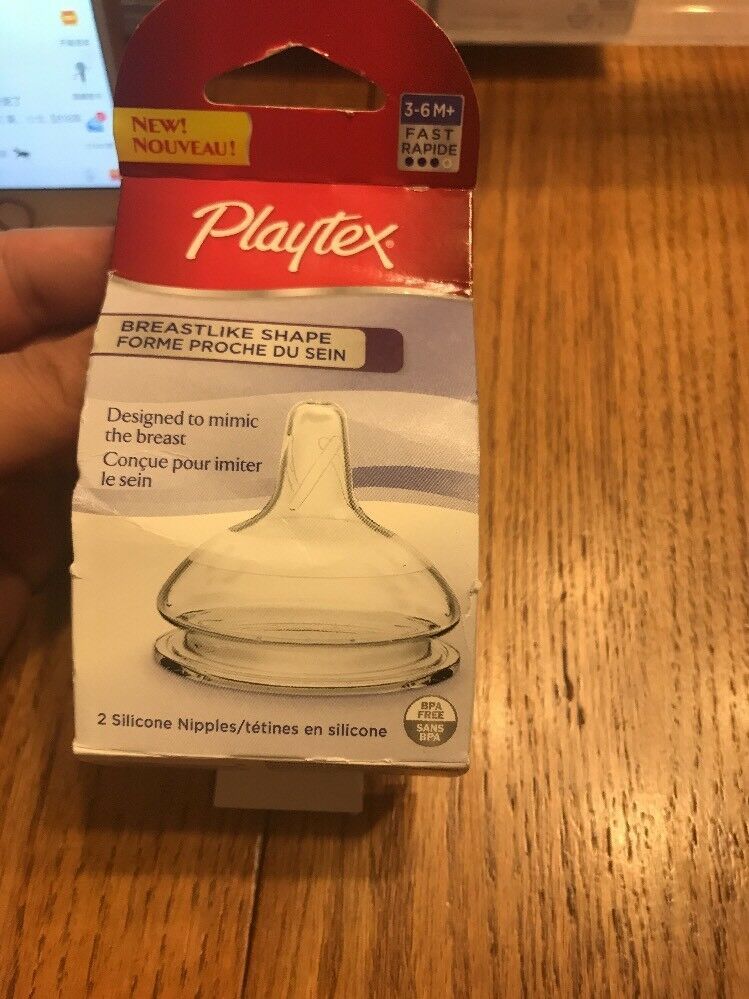 NEW!
NOUVEAU!
3-6 M+
FAST
RAPIDE
Playtex®
BREASTLIKE SHAPE
FORME PROCHE DU SEIN
Designed to mimic
the breast
Conçue pour imiter
le sein
2 Silicone Nipples/tétines en silicone
BPA
FREE
SANS
BPA